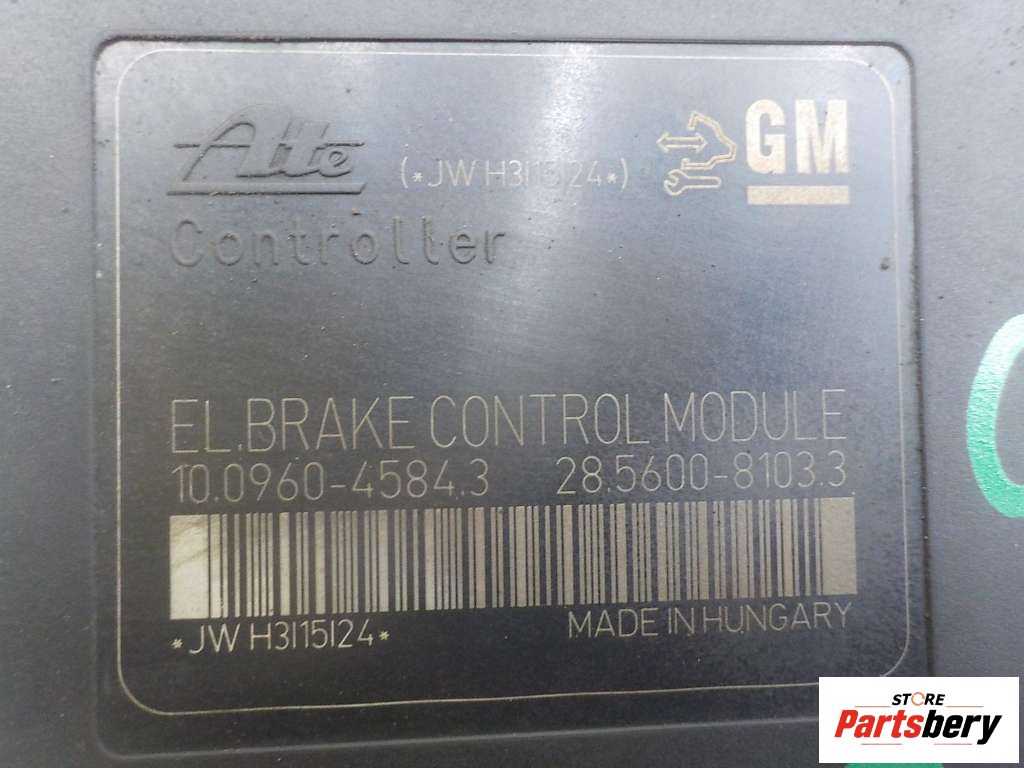 Ate
(*JW H3I15I24*)
GM
Controller
EL.BRAKE CONTROL MODULE
10.0960-4584.3 28.5600-8103.3
*JW H3I15I24*
MADE IN HUNGARY
STORE
Partsbery